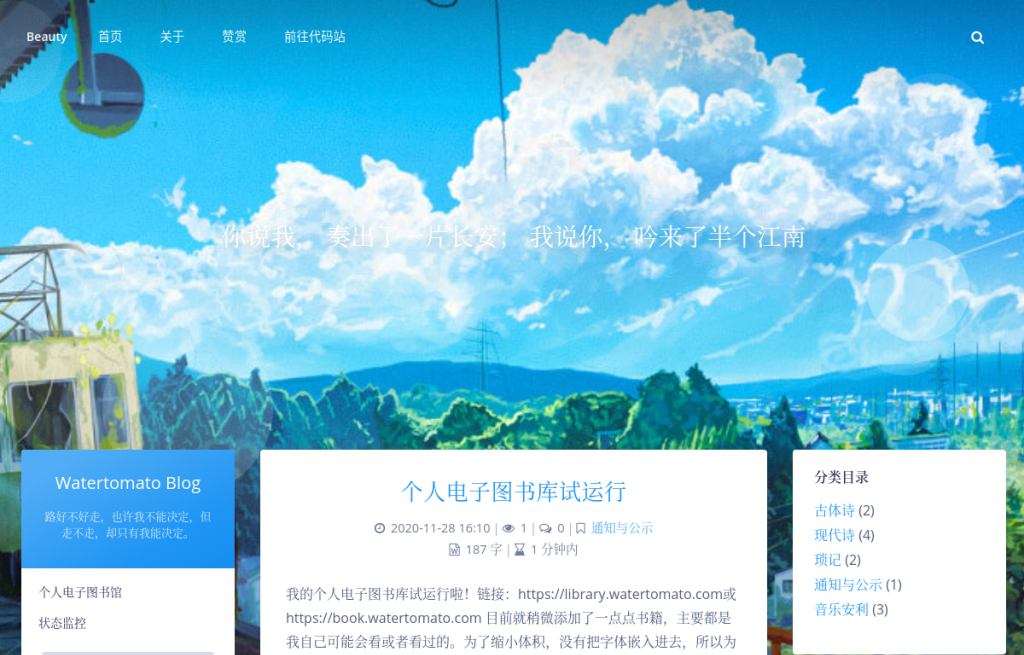 Beauty 首页 关于 赞赏 前往代码站
你说我， 奏出了一片长安； 我说你， 吟来了半个江南
Watertomato Blog
路好不好走，也许我不能决定，但
走不走，却只有我能决定。
个人电子图书馆
状态监控
个人电子图书库试运行
2020-11-28 16:10 | 1 | 0 | 通知与公示
187 字 | 1 分钟内
我的个人电子图书库试运行啦！链接：https://library.watertomato.com或
https://book.watertomato.com 目前就稍微添加了一点点书籍，主要都是
我自己可能会看或者看过的。为了缩小体积，没有把字体嵌入进去，所以为
分类目录
古体诗 (2)
现代诗 (4)
琐记 (2)
通知与公示 (1)
音乐安利 (3)